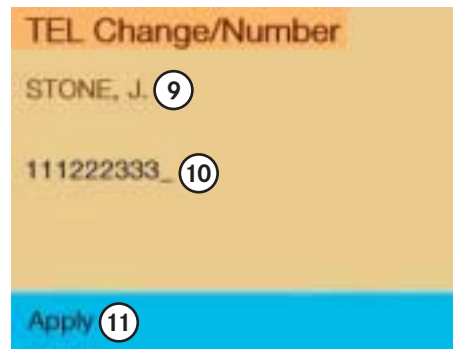 TEL Change/Number
STONE, J. 9
111222333_ 10
Apply 11